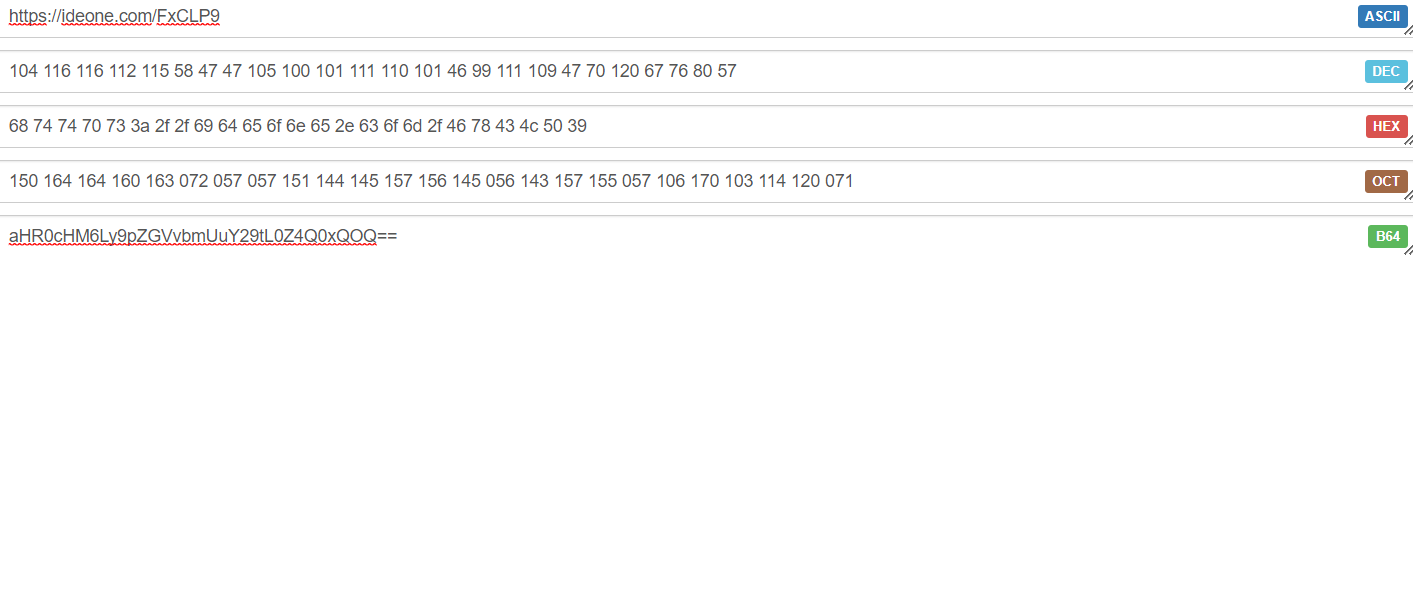 https://ideone.com/FxCLP9 ASCII
104 116 116 112 115 58 47 47 105 100 101 111 110 101 46 99 111 109 47 70 120 67 76 80 57 DEC
68 74 74 70 73 3a 2f 2f 69 64 65 6f 6e 65 2e 63 6f 6d 2f 46 78 43 4c 50 39 HEX
150 164 164 160 163 072 057 057 151 144 145 157 156 145 056 143 157 155 057 106 170 103 114 120 071 OCT
aHR0cHM6Ly9pZGVvbmUuY29tL0Z4Q0xQOQ== B64